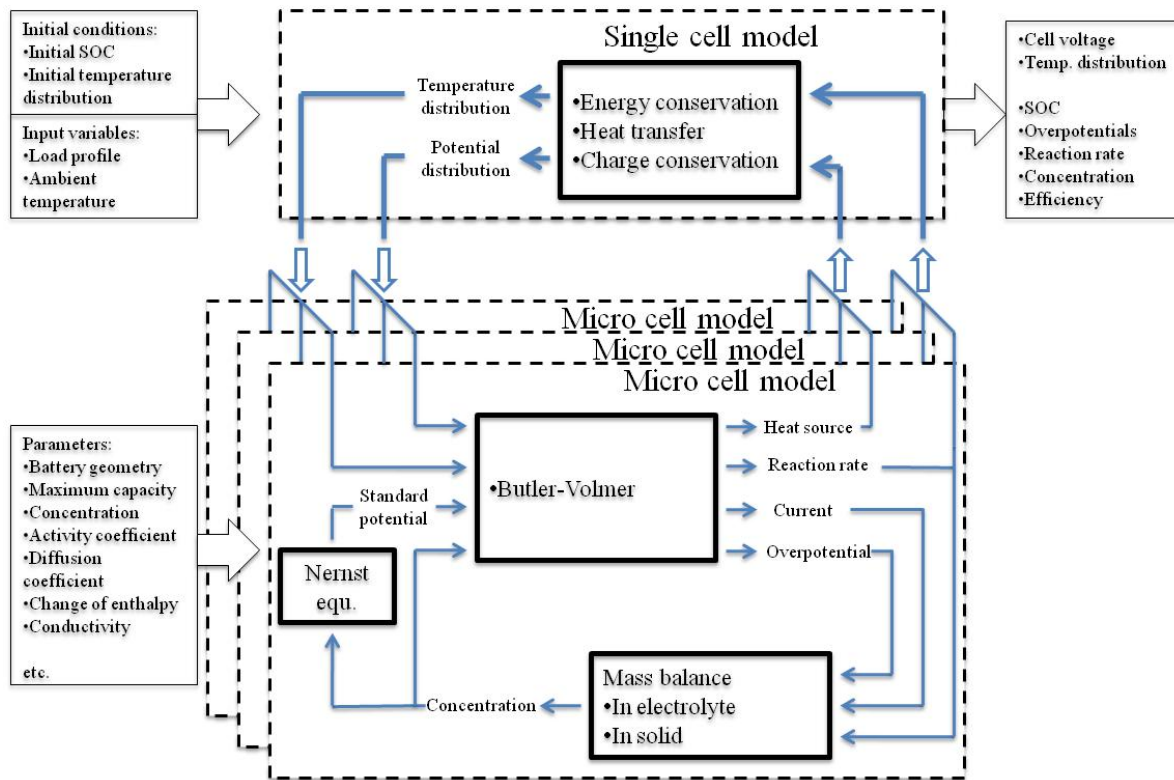 Initial conditions:
•Initial SOC
•Initial temperature
distribution
Input variables:
•Load profile
•Ambient
temperature
Single cell model
Temperature
distribution
Potential
distribution
•Energy conservation
•Heat transfer
•Charge conservation
•Cell voltage
•Temp. distribution
•SOC
•Overpotentials
•Reaction rate
•Concentration
•Efficiency
Micro cell model
Micro cell model
Micro cell model
Parameters:
•Battery geometry
•Maximum capacity
•Concentration
•Activity coefficient
•Diffusion
coefficient
•Change of enthalpy
•Conductivity
etc.
Standard
potential
Nernst
equ.
•Butler-Volmer
Heat source
Reaction rate
Current
Overpotential
Concentration
Mass balance
•In electrolyte
•In solid